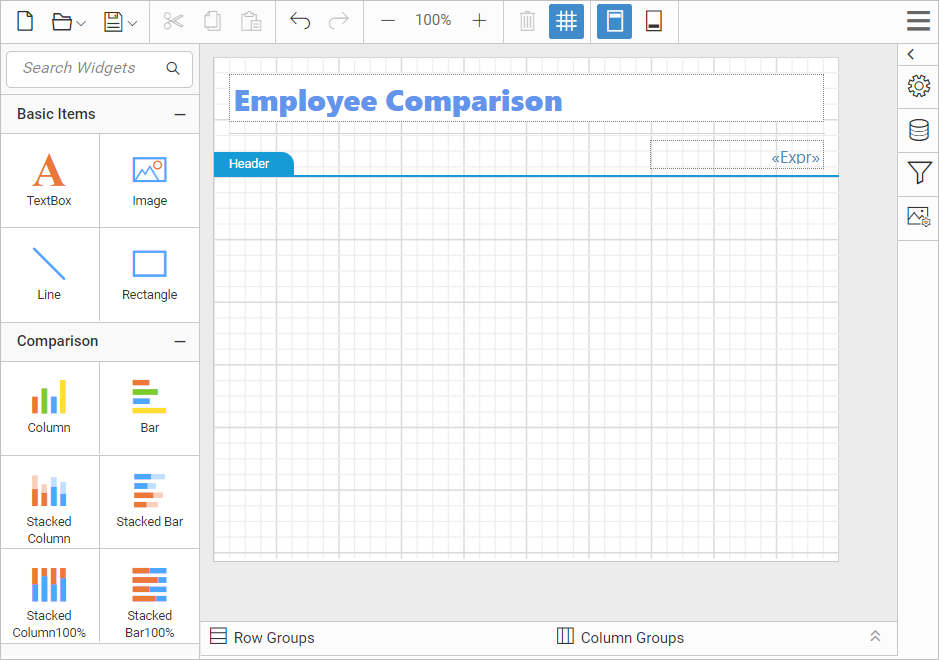 100%
Search Widgets
Basic Items
TextBox
Image
Line
Rectangle
Comparison
Column
Bar
Stacked
Column
Stacked Bar
Stacked
Column100%
Stacked
Bar100%
Employee Comparison
Header
«Expr»
Row Groups
Column Groups